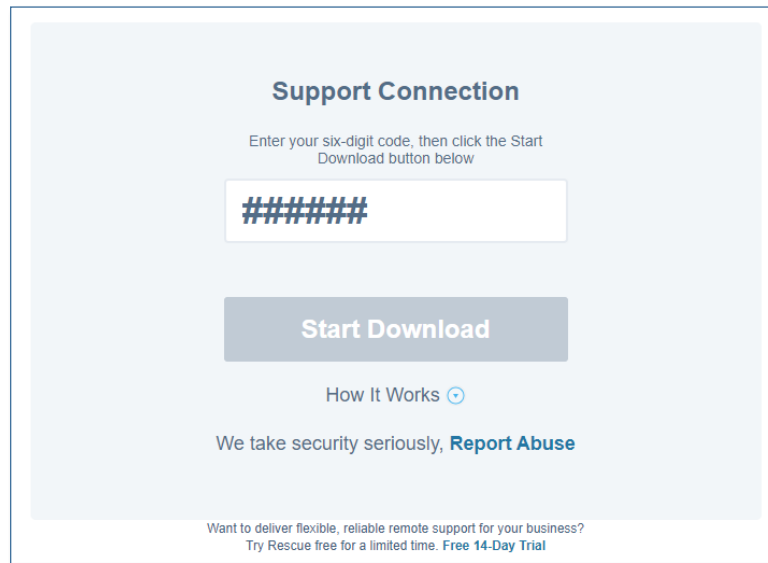 Support Connection
Enter your six-digit code, then click the Start
Download button below
######
Start Download
How It Works
We take security seriously, Report Abuse
Want to deliver flexible, reliable remote support for your business?
Try Rescue free for a limited time. Free 14-Day Trial